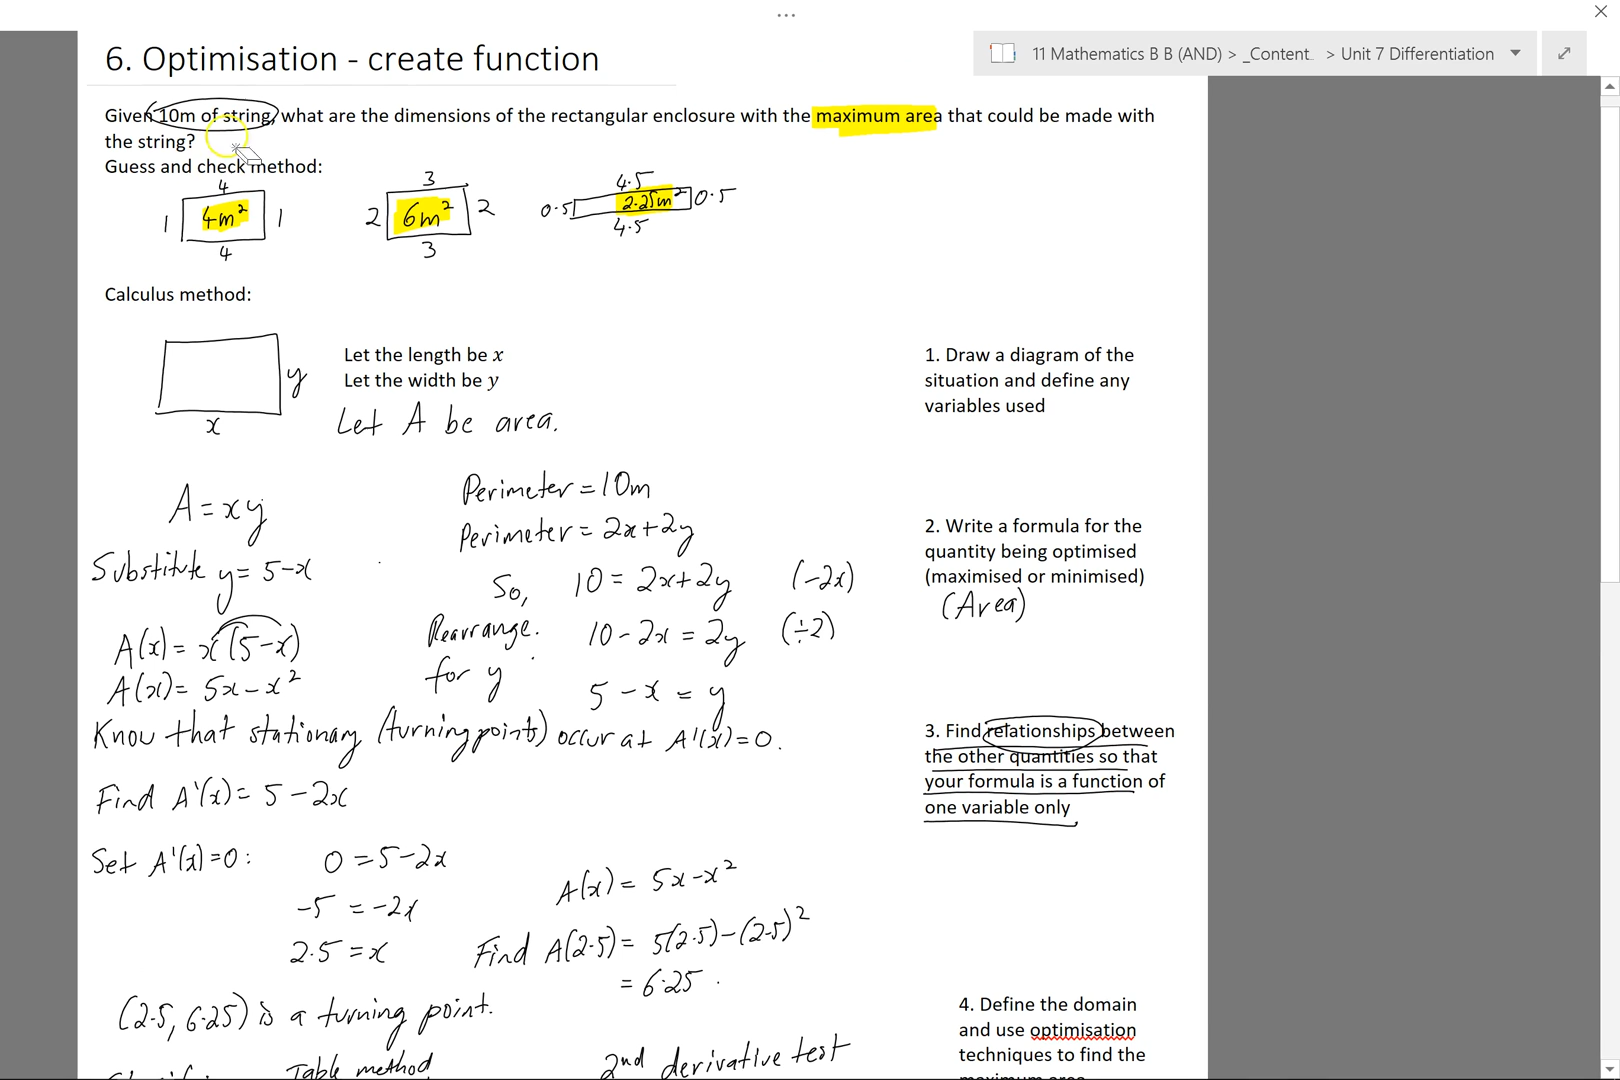 6. Optimisation - create function
11 Mathematics B B (AND) > _Content.. > Unit 7 Differentiation
Given 10m of string, what are the dimensions of the rectangular enclosure with the maximum area that could be made with
the string?
Guess and check method:
4
1 4m² 1
4
3
2 6m² 2
3
4.5
0.5 2.25m² 0.5
4.5
Calculus method:
y
x
Let the length be x
Let the width be y
Let A be area.
1. Draw a diagram of the
situation and define any
variables used
A = xy
Substitute y = 5-x
A(x) = x(5-x)
A(x) = 5x - x²
Perimeter = 10m
Perimeter = 2x+2y
So, 10 = 2x+2y (-2x)
Rearrange. 10-2x = 2y (÷2)
for y 5 - x = y
2. Write a formula for the
quantity being optimised
(maximised or minimised)
(Area)
Know that stationary (turning points) occur at A'(x)=0.
Find A'(x) = 5 - 2x
3. Find relationships between
the other quantities so that
your formula is a function of
one variable only
Set A'(x)=0: 0 = 5-2x
-5 = -2x
2.5 = x
A(x) = 5x - x²
Find A(2.5) = 5(2.5)-(2.5)²
= 6.25
(2.5, 6.25) is a turning point.
Table method
2nd derivative test
4. Define the domain
and use optimisation
techniques to find the
maximum area